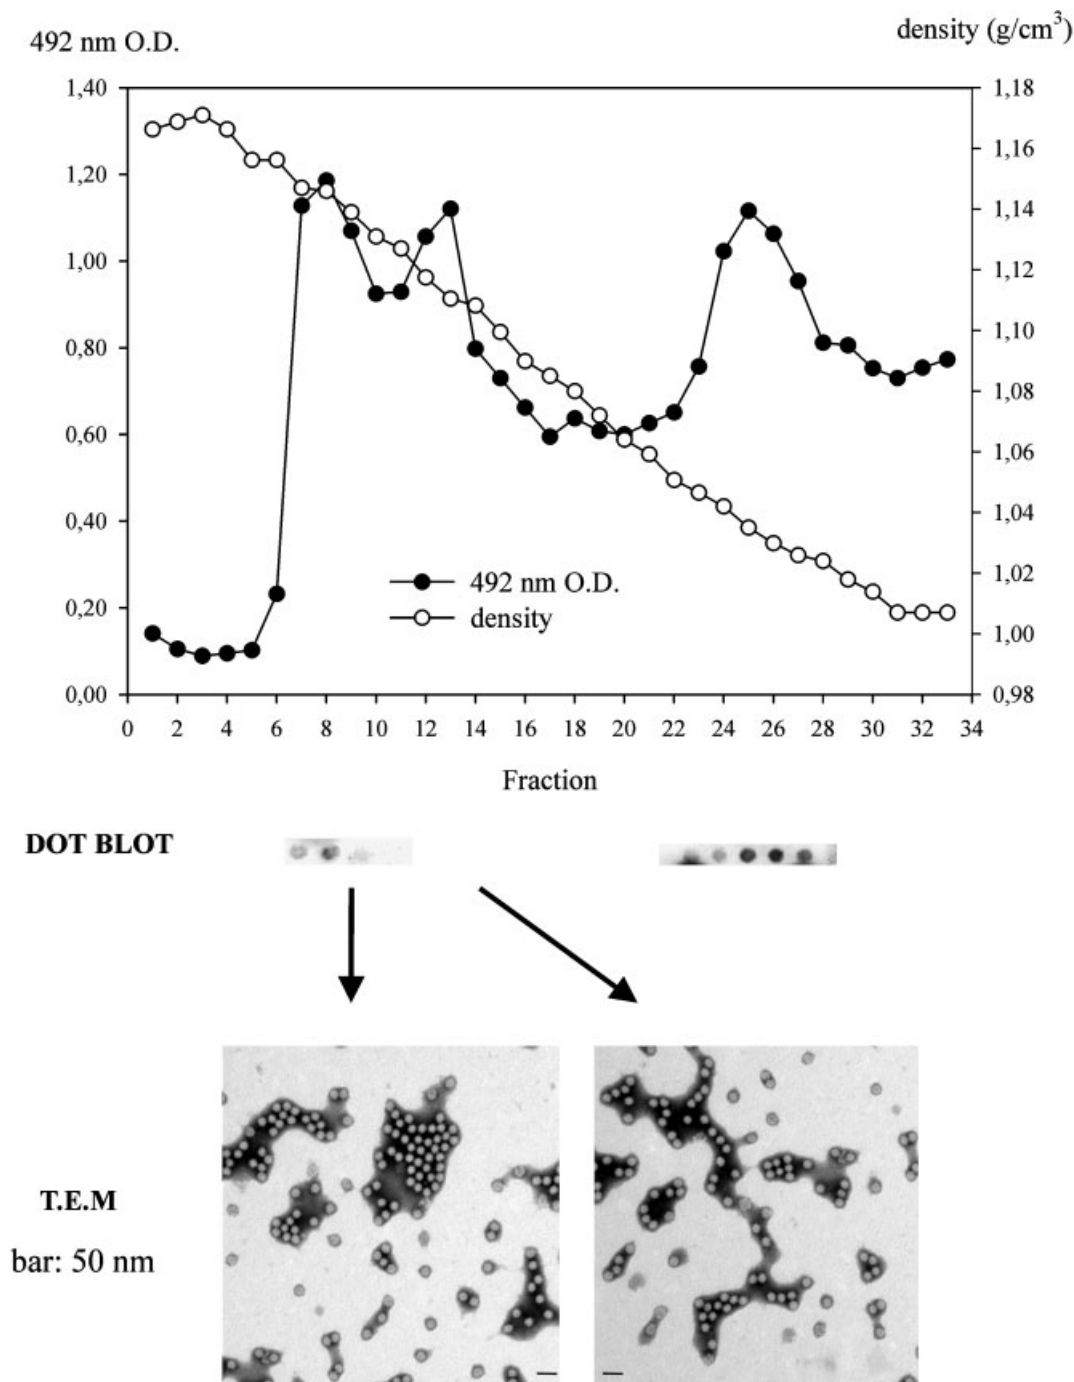 492 nm O.D.
density (g/cm3)
1,40
1,20
1,00
0,80
0,60
0,40
0,20
0,00
1,18
1,16
1,14
1,12
1,10
1,08
1,06
1,04
1,02
1,00
0,98
492 nm O.D.
density
0 2 4 6 8 10 12 14 16 18 20 22 24 26 28 30 32 34
Fraction
DOT BLOT
T.E.M
bar: 50 nm